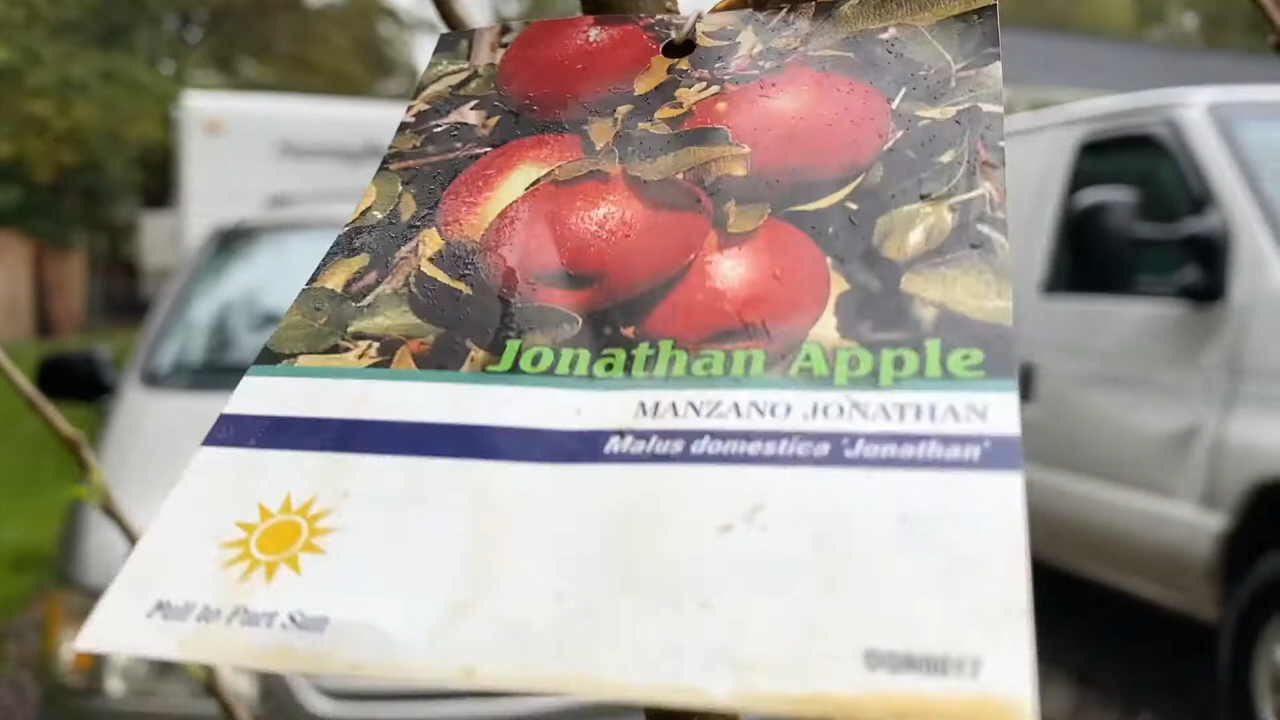 Jonathan Apple
MANZANO JONATHAN
Malus domestica 'Jonathan'
Full to Part Sun